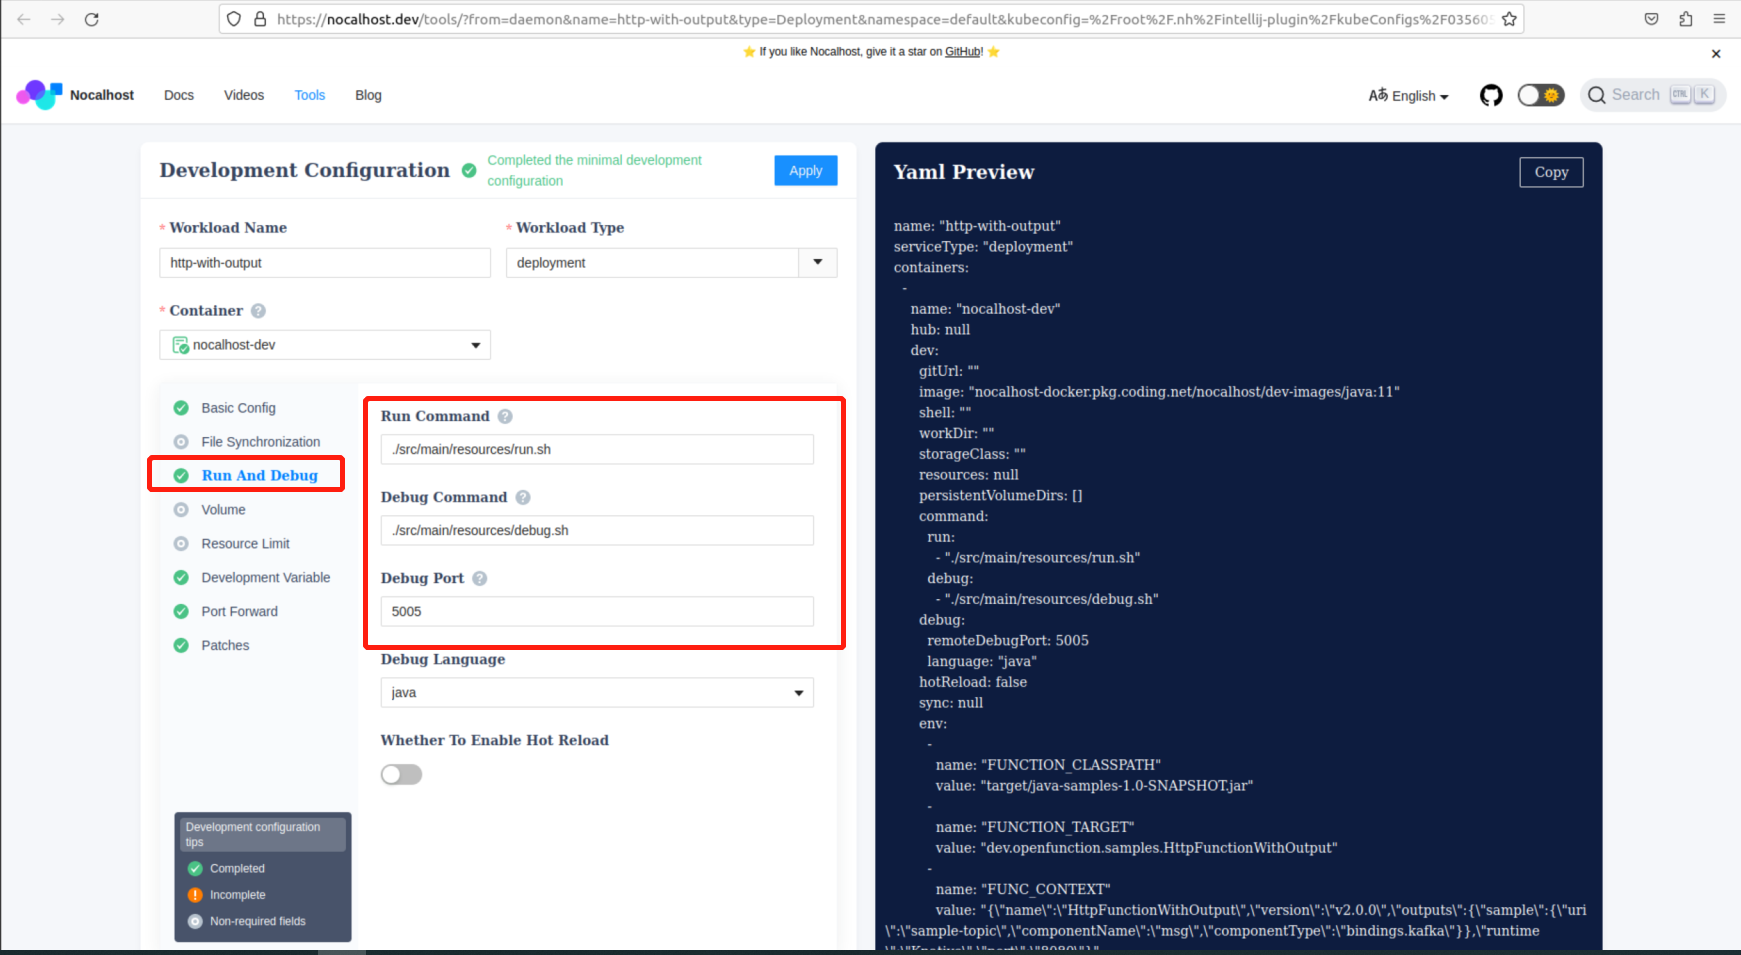 https://nocalhost.dev/tools/?from=daemon&name=http-with-output&type=Deployment&namespace=default&kubeconfig=%2Froot%2F.nh%2Fintellij-plugin%2FkubeConfigs%2F03560
⭐ If you like Nocalhost, give it a star on GitHub! ⭐
Nocalhost Docs Videos Tools Blog
English
Search CTRL K
Development Configuration
Completed the minimal development
configuration
Apply
* Workload Name
* Workload Type
http-with-output
deployment
* Container ?
nocalhost-dev
Basic Config
File Synchronization
Run And Debug
Volume
Resource Limit
Development Variable
Port Forward
Patches
Run Command ?
./src/main/resources/run.sh
Debug Command ?
./src/main/resources/debug.sh
Debug Port ?
5005
Debug Language
java
Whether To Enable Hot Reload
Development configuration
tips
Completed
Incomplete
Non-required fields
Yaml Preview
Copy
name: "http-with-output"
serviceType: "deployment"
containers:
-
name: "nocalhost-dev"
hub: null
dev:
gitUrl: ""
image: "nocalhost-docker.pkg.coding.net/nocalhost/dev-images/java:11"
shell: ""
workDir: ""
storageClass: ""
resources: null
persistentVolumeDirs: []
command:
run:
- "./src/main/resources/run.sh"
debug:
- "./src/main/resources/debug.sh"
debug:
remoteDebugPort: 5005
language: "java"
hotReload: false
sync: null
env:
-
name: "FUNCTION_CLASSPATH"
value: "target/java-samples-1.0-SNAPSHOT.jar"
-
name: "FUNCTION_TARGET"
value: "dev.openfunction.samples.HttpFunctionWithOutput"
-
name: "FUNC_CONTEXT"
value: "{\"name\":\"HttpFunctionWithOutput\",\"version\":\"v2.0.0\",\"outputs\":{\"sample\":{\"uri
\":\"sample-topic\",\"componentName\":\"msg\",\"componentType\":\"bindings.kafka\"}},\"runtime
\":\"Knative\",\"port\":\"8080\"}"